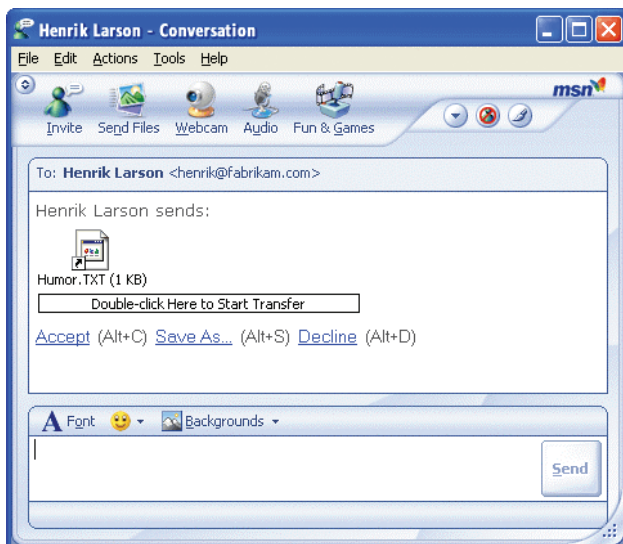 Henrik Larson - Conversation
File Edit Actions Tools Help
msn
Invite Send Files Webcam Audio Fun & Games
To: Henrik Larson <henrik@fabrikam.com>
Henrik Larson sends:
Humor.TXT (1 KB)
Double-click Here to Start Transfer
Accept (Alt+C) Save As... (Alt+S) Decline (Alt+D)
A Font Backgrounds
Send